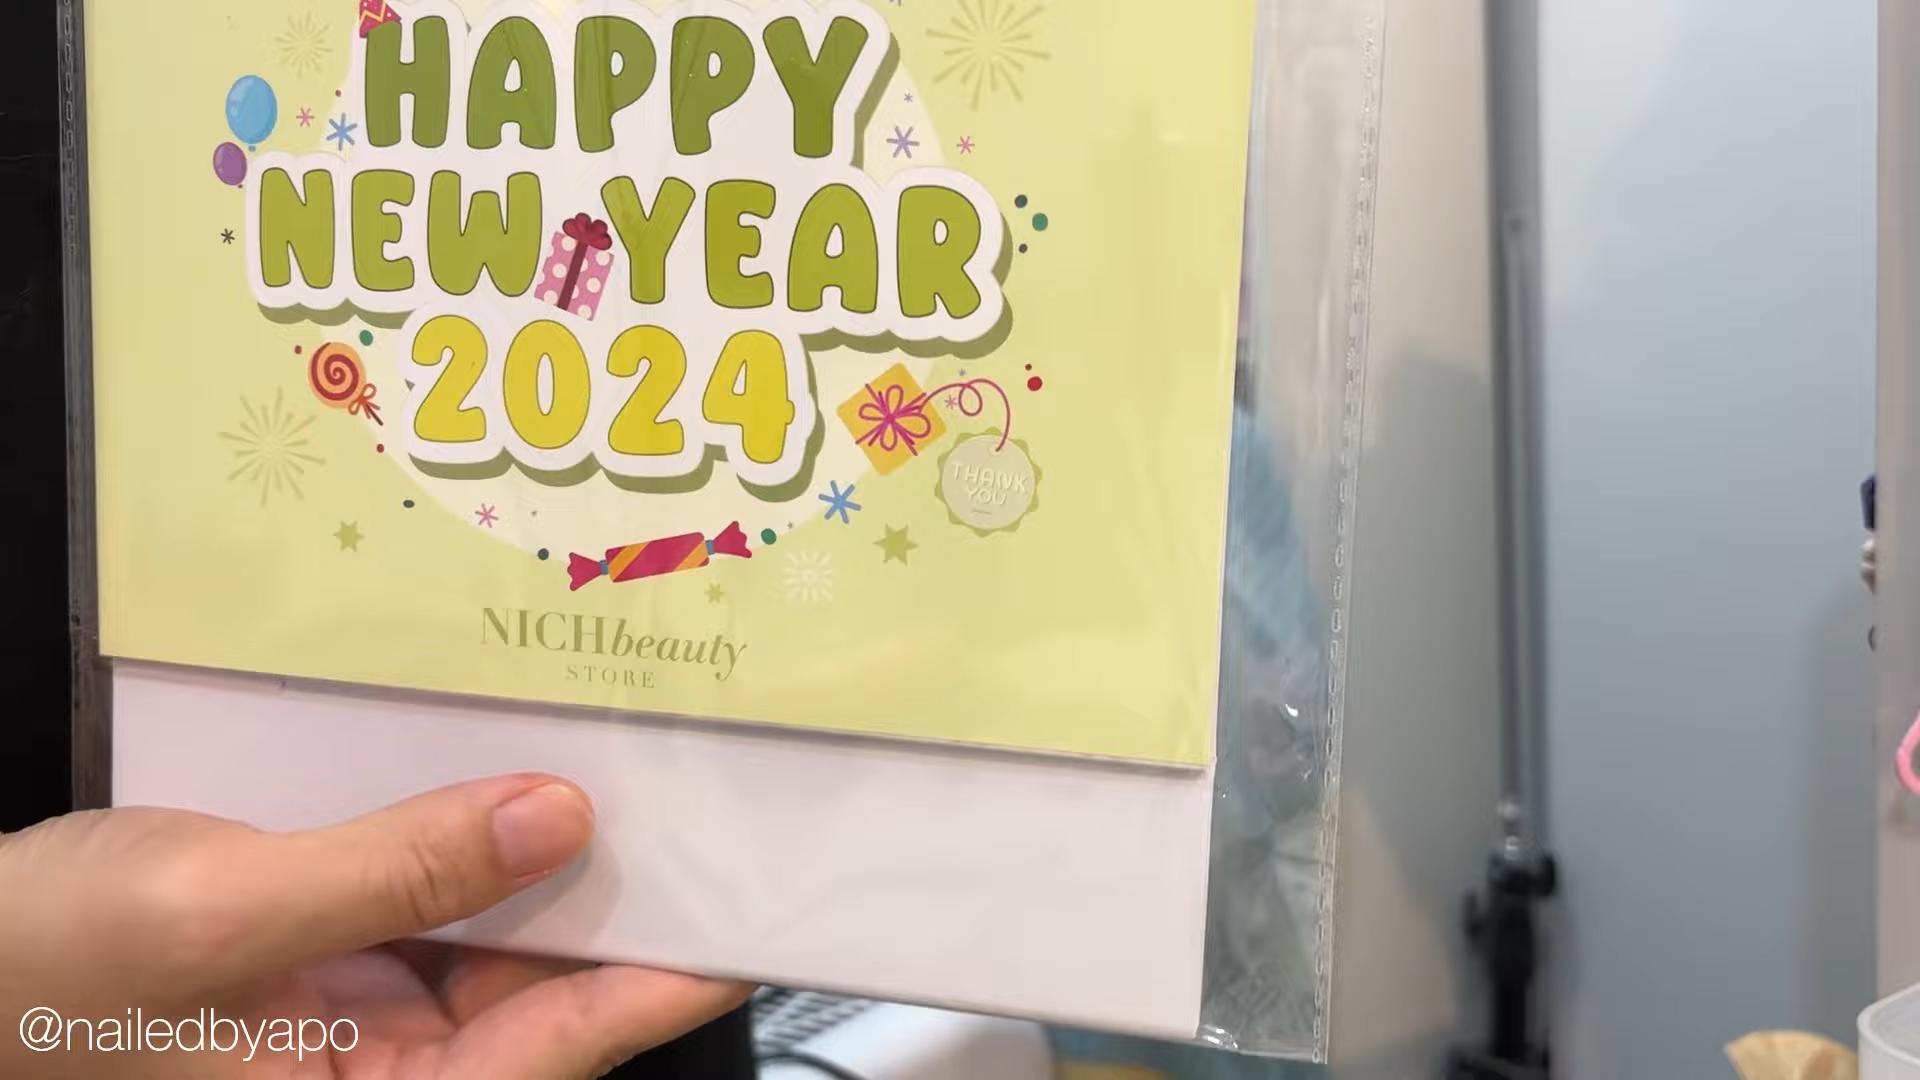 HAPPY
NEW YEAR
2024
THANK
YOU
NICHbeauty
STORE
@nailedbyapo